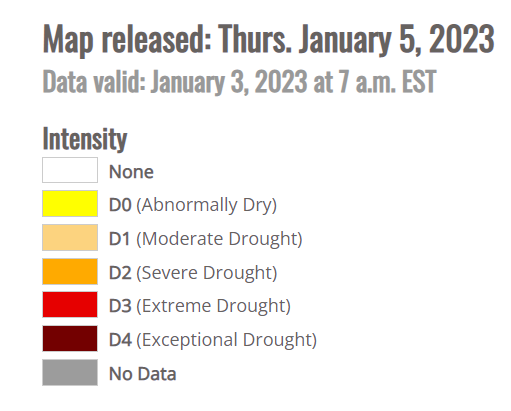 Map released: Thurs. January 5, 2023
Data valid: January 3, 2023 at 7 a.m. EST
Intensity
None
D0 (Abnormally Dry)
D1 (Moderate Drought)
D2 (Severe Drought)
D3 (Extreme Drought)
D4 (Exceptional Drought)
No Data